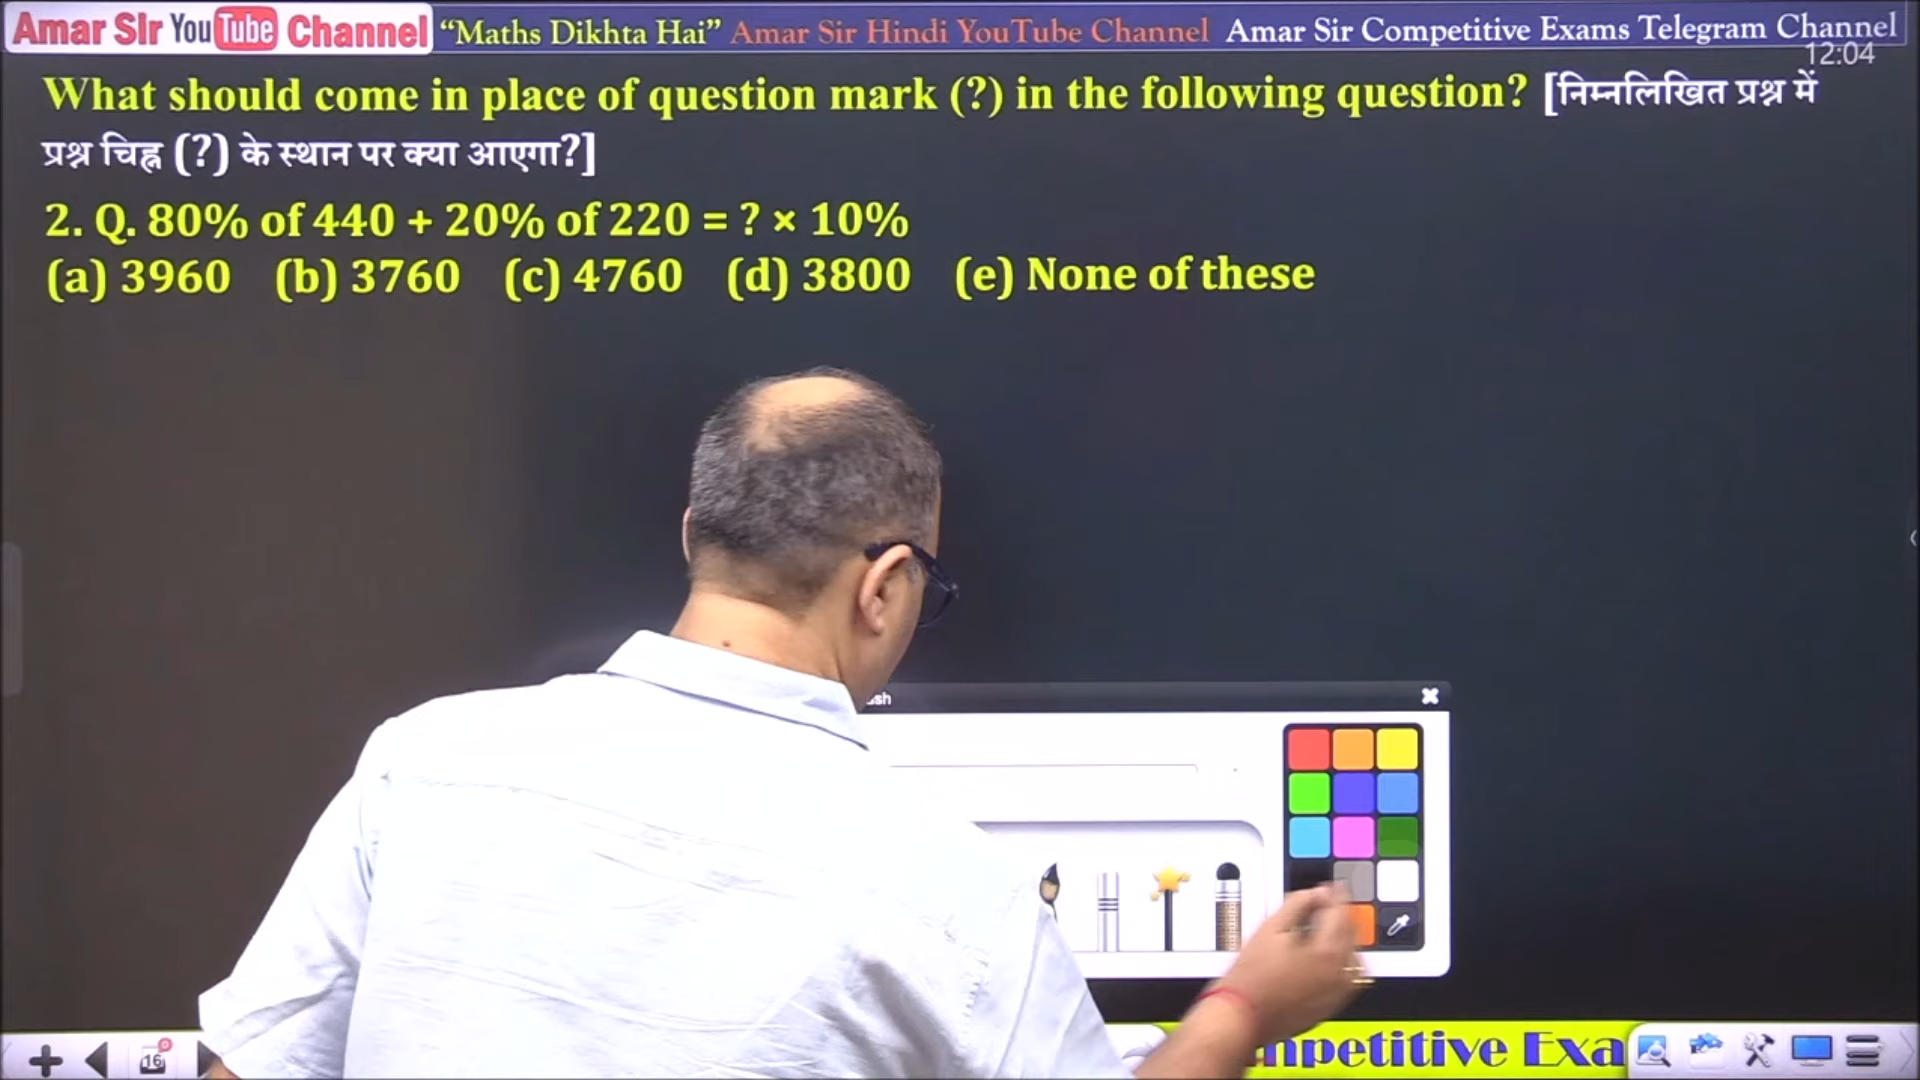 Amar Sir YouTube Channel "Maths Dikhta Hai" Amar Sir Hindi YouTube Channel Amar Sir Competitive Exams Telegram Channel
12:04
What should come in place of question mark (?) in the following question? [निम्नलिखित प्रश्न में
प्रश्न चिह्न (?) के स्थान पर क्या आएगा?]
2. Q. 80% of 440 + 20% of 220 = ? × 10%
(a) 3960 (b) 3760 (c) 4760 (d) 3800 (e) None of these
16
0